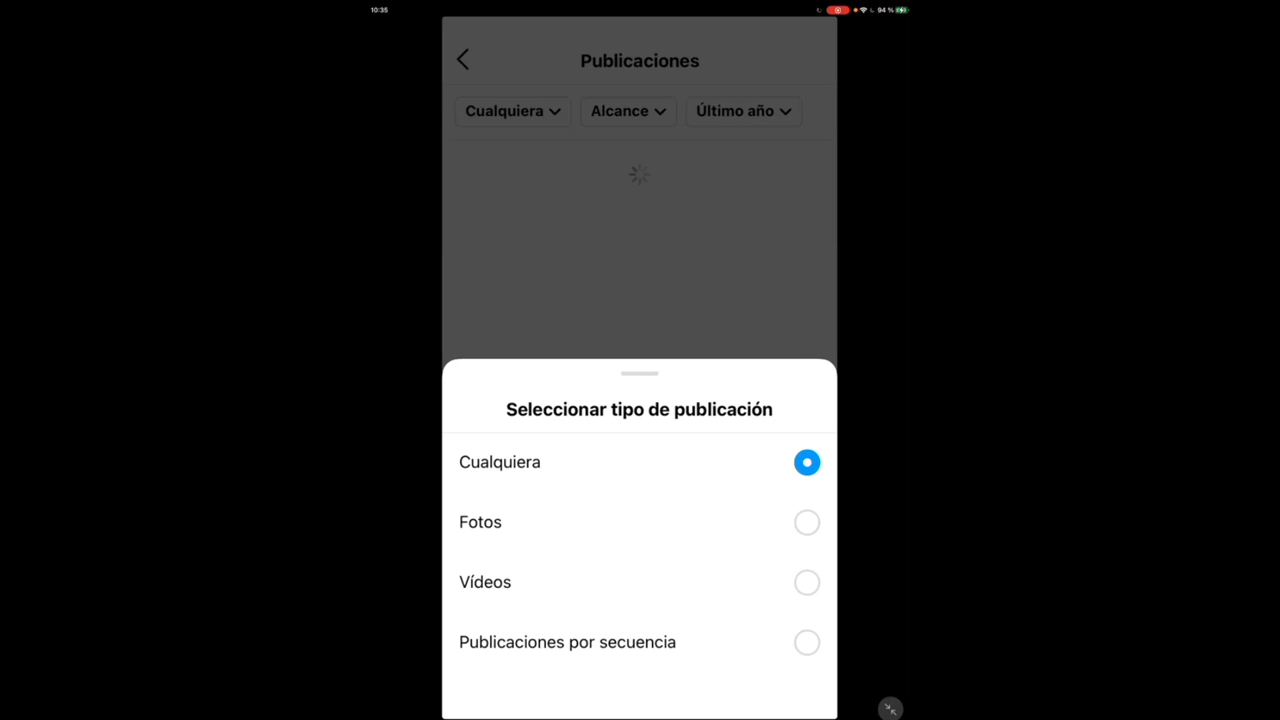 10:35
94 %
Publicaciones
Cualquiera Alcance Último año
Seleccionar tipo de publicación
Cualquiera
Fotos
Vídeos
Publicaciones por secuencia